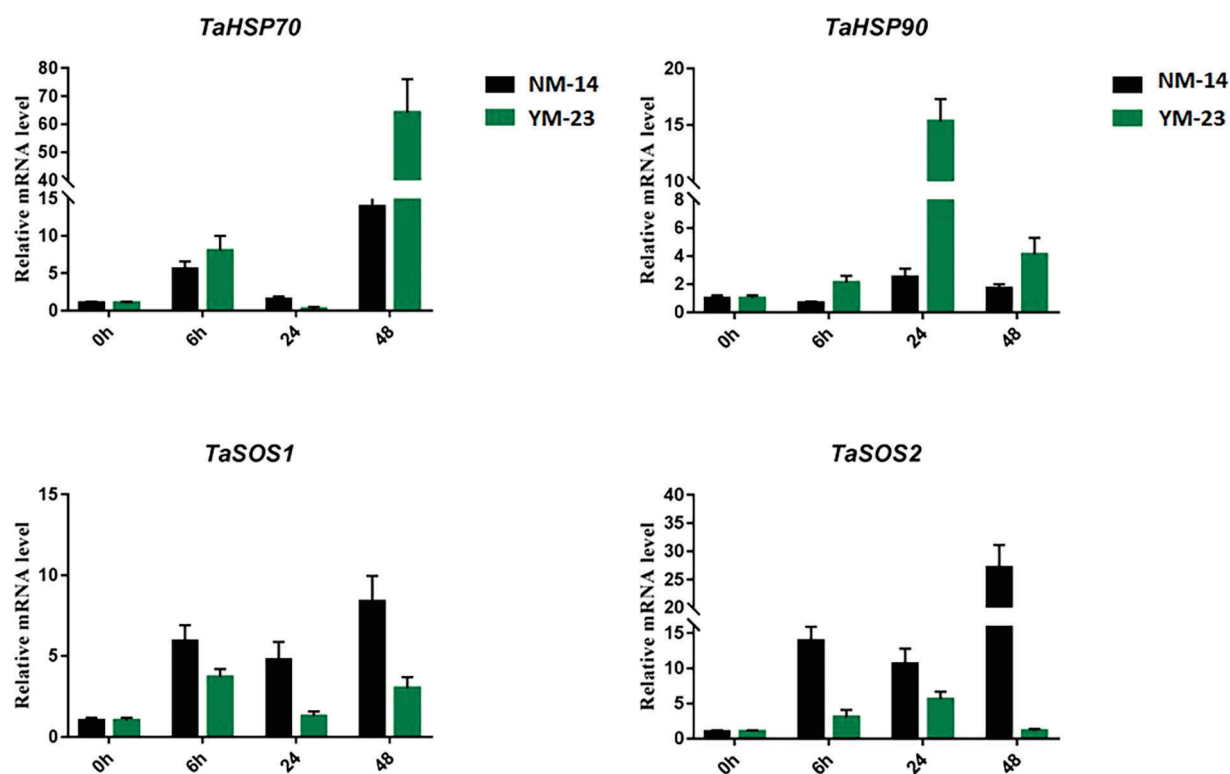 TaHSP70
Relative mRNA level
80
70
60
50
40
15
10
5
0
0h
6h
24
48
NM-14
YM-23
TaHSP90
Relative mRNA level
20
15
10
8
6
4
2
0
0h
6h
24
48
NM-14
YM-23
TaSOS1
Relative mRNA level
15
10
5
0
0h
6h
24
48
TaSOS2
Relative mRNA level
40
35
30
25
20
15
10
5
0
0h
6h
24
48